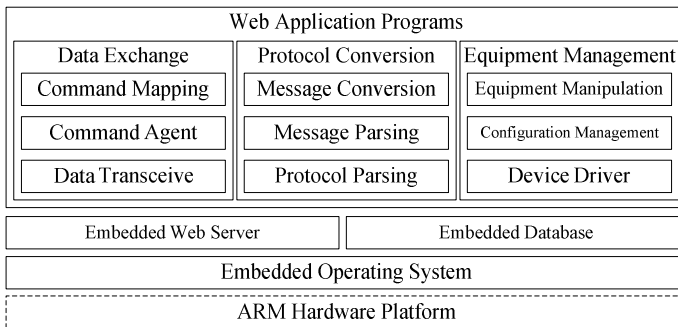 Web Application Programs
Data Exchange
Command Mapping
Command Agent
Data Transceive
Protocol Conversion
Message Conversion
Message Parsing
Protocol Parsing
Equipment Management
Equipment Manipulation
Configuration Management
Device Driver
Embedded Web Server
Embedded Database
Embedded Operating System
ARM Hardware Platform